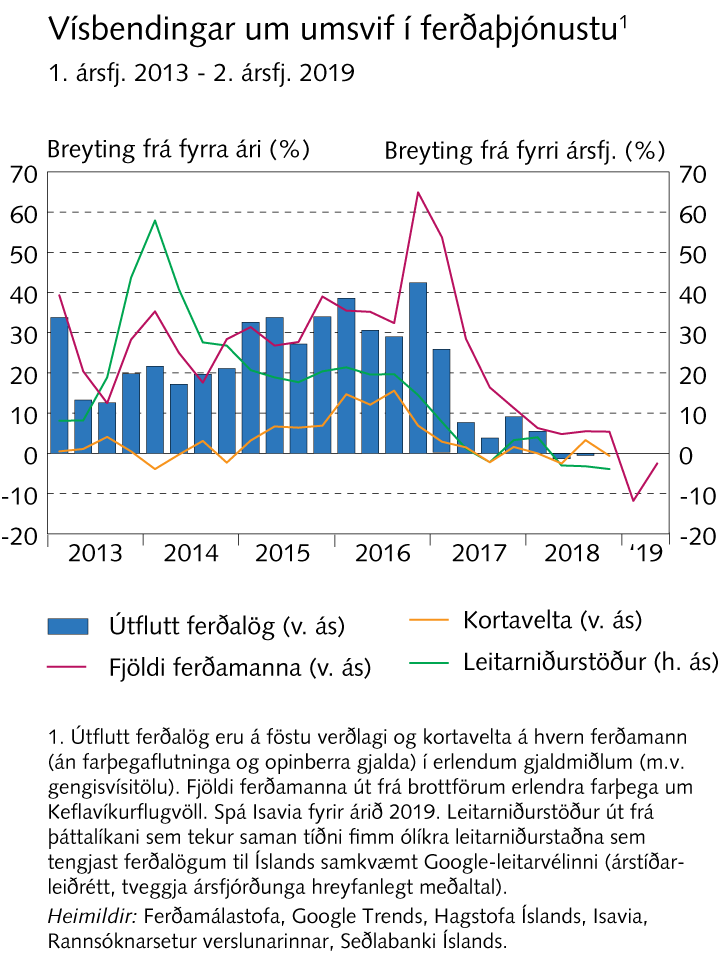 Vísbendingar um umsvif í ferðaþjónustu¹
1. ársfj. 2013 - 2. ársfj. 2019
Breyting frá fyrra ári (%)
Breyting frá fyrri ársfj. (%)
70 70
60 60
50 50
40 40
30 30
20 20
10 10
0 0
-10 -10
-20 -20
2013 2014 2015 2016 2017 2018 ‘19
Útflutt ferðalög (v. ás)
Kortavelta (v. ás)
Fjöldi ferðamanna (v. ás)
Leitarniðurstöður (h. ás)
1. Útflutt ferðalög eru á föstu verðlagi og kortavelta á hvern ferðamann
(án farþegaflutninga og opinberra gjalda) í erlendum gjaldmiðlum (m.v.
gengisvísitölu). Fjöldi ferðamanna út frá brottförum erlendra farþega um
Keflavíkurflugvöll. Spá Isavia fyrir árið 2019. Leitarniðurstöður út frá
þáttalíkani sem tekur saman tíðni fimm ólíkra leitarniðurstaðna sem
tengjast ferðalögum til Íslands samkvæmt Google-leitarvélinni (árstíðar-
leiðrétt, tveggja ársfjórðunga hreyfanlegt meðaltal).
Heimildir: Ferðamálastofa, Google Trends, Hagstofa Íslands, Isavia,
Rannsóknarsetur verslunarinnar, Seðlabanki Íslands.